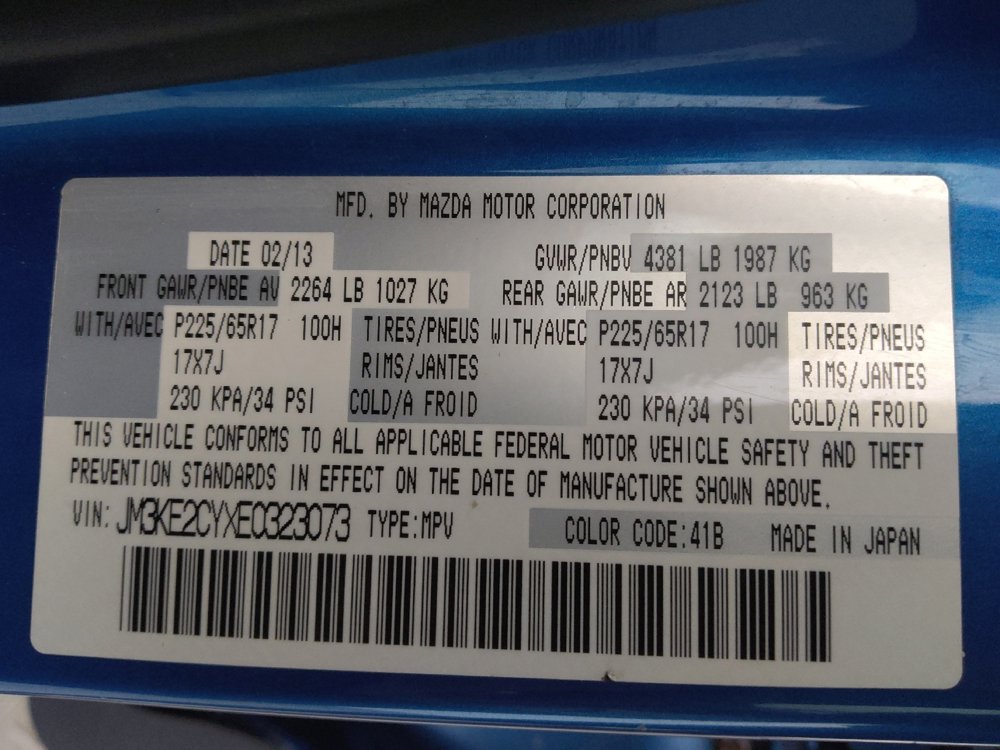 MFD. BY MAZDA MOTOR CORPORATION
DATE 02/13 GVWR/PNBV 4381 LB 1987 KG
FRONT GAWR/PNBE AV 2264 LB 1027 KG REAR GAWR/PNBE AR 2123 LB 963 KG
WITH/AVEC P225/65R17 100H TIRES/PNEUS WITH/AVEC P225/65R17 100H TIRES/PNEUS
17X7J RIMS/JANTES 17X7J RIMS/JANTES
230 KPA/34 PSI COLD/A FROID 230 KPA/34 PSI COLD/A FROID
THIS VEHICLE CONFORMS TO ALL APPLICABLE FEDERAL MOTOR VEHICLE SAFETY AND THEFT
PREVENTION STANDARDS IN EFFECT ON THE DATE OF MANUFACTURE SHOWN ABOVE.
VIN: JM3KE2CYXE0323073 TYPE:MPV COLOR CODE:41B MADE IN JAPAN